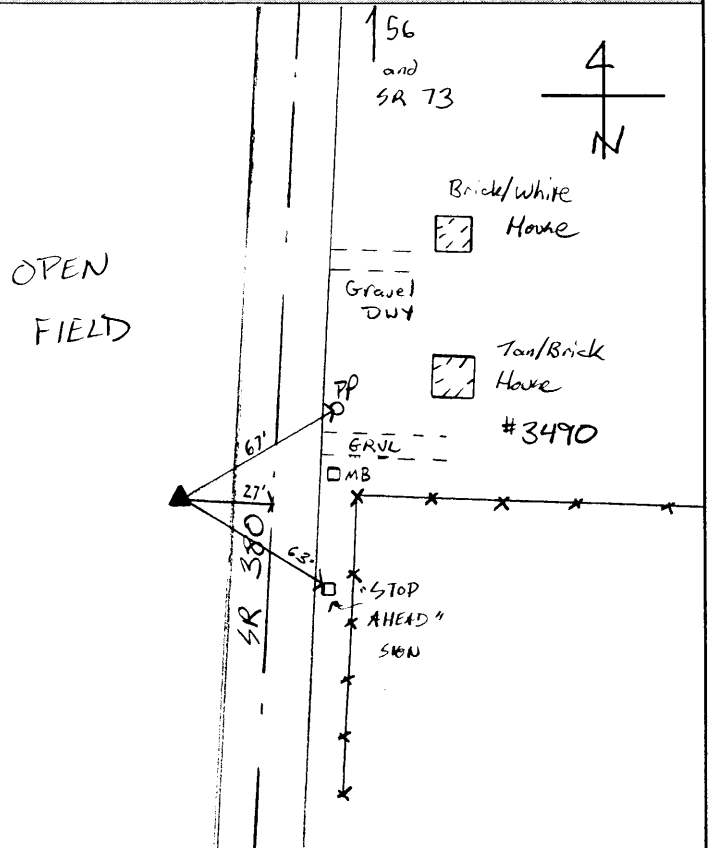 56
and
SR 73
N
Brick/White
House
OPEN
FIELD
Gravel
DWY
Tan/Brick
House
#3490
PP
67'
GRVL
MB
27'
SR 380
63'
"STOP
AHEAD"
SIGN